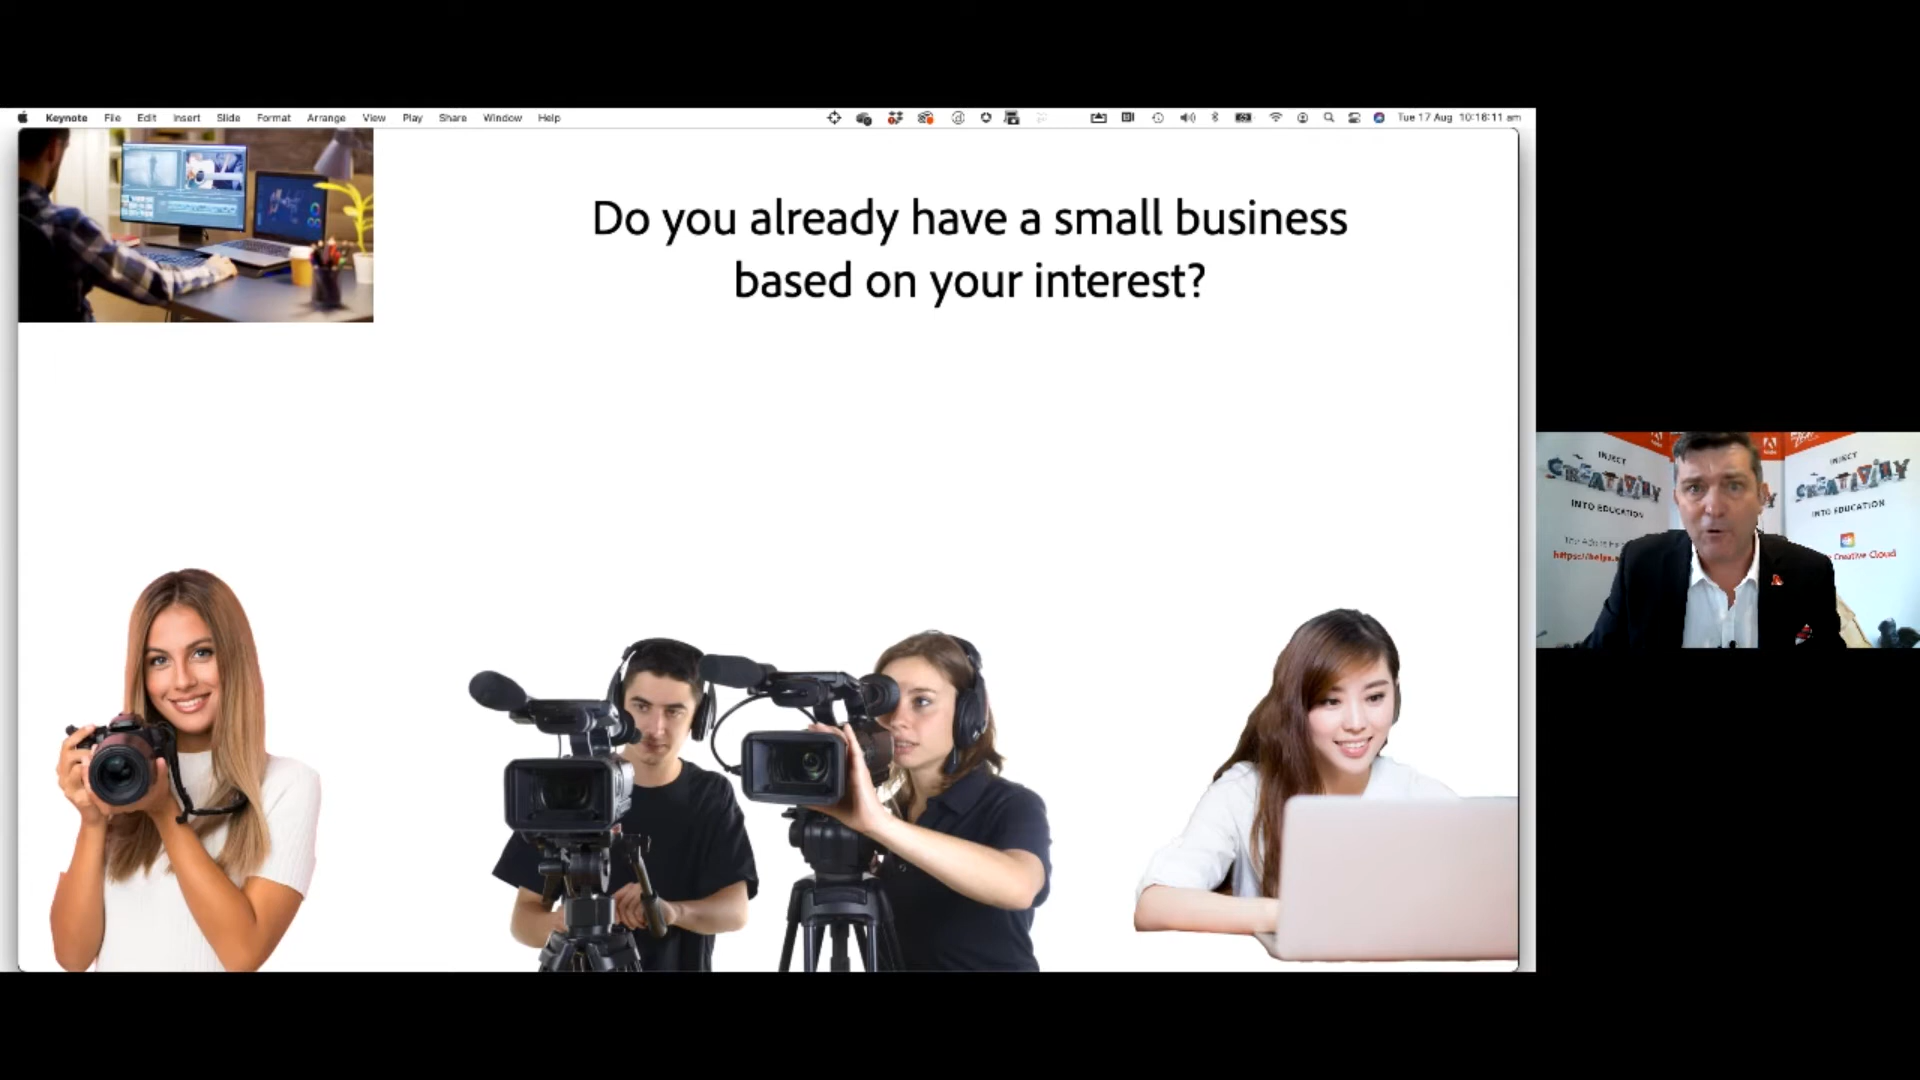 Keynote File Edit Insert Slide Format Arrange View Play Share Window Help
Tue 17 Aug 10:18:11 am
Do you already have a small business
based on your interest?
INJECT
CREATIVITY
INTO EDUCATION
INJECT
CREATIVITY
INTO EDUCATION
Creative Cloud